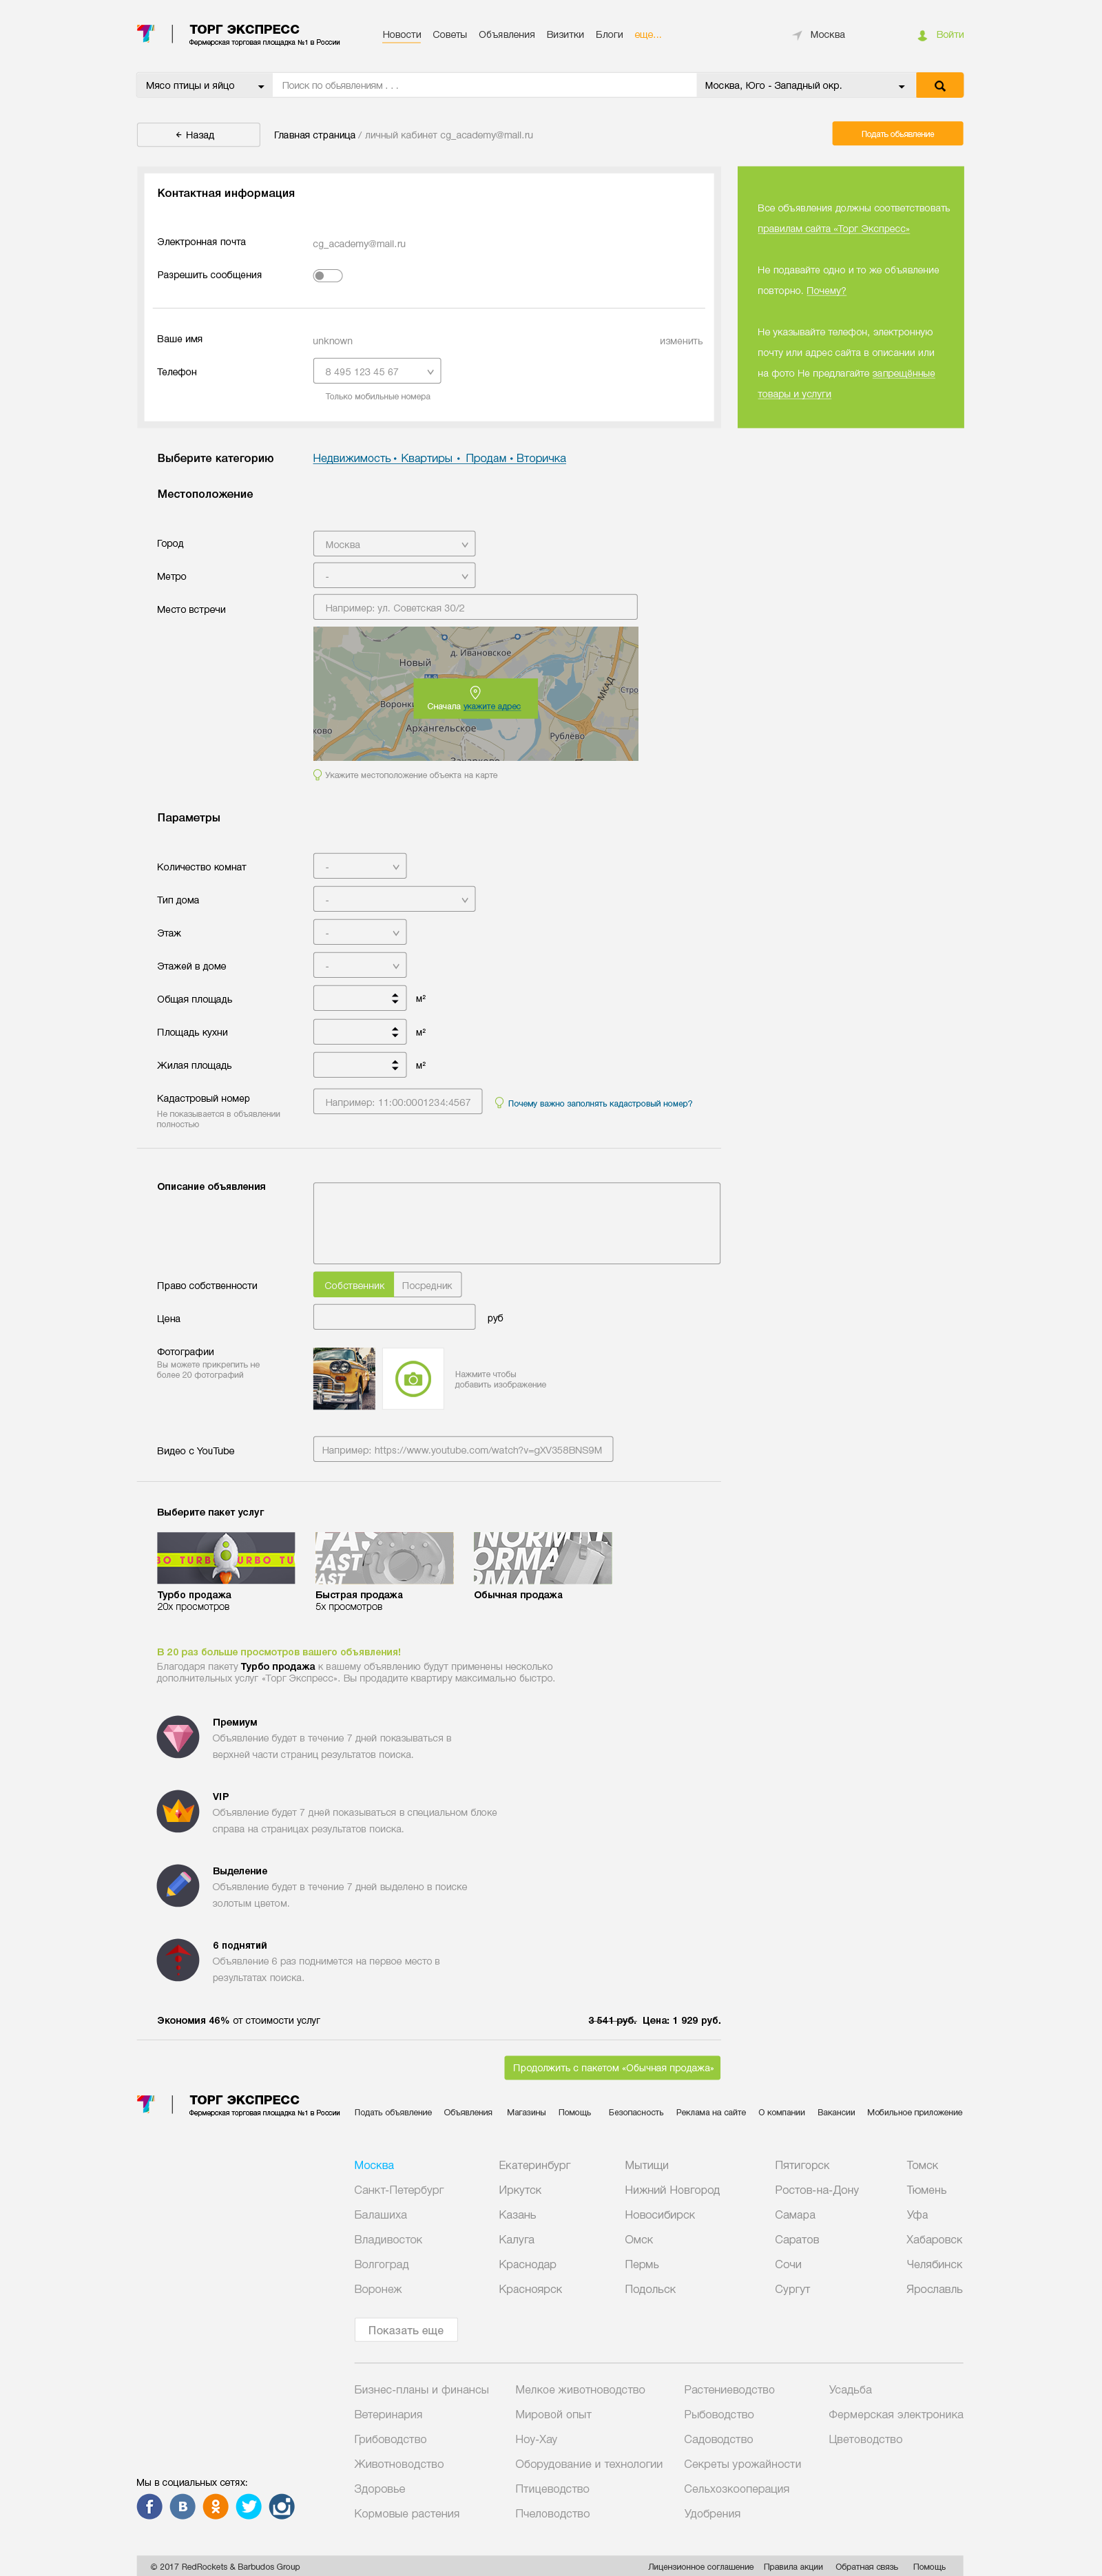 ТОРГ ЭКСПРЕСС
Фермерская торговая площадка №1 в России
Новости Советы Объявления Визитки Блоги еще...
Москва
Войти
Мясо птицы и яйцо
Поиск по обьявлениям . . .
Москва, Юго - Западный окр.
← Назад
Главная страница / личный кабинет cg_academy@mail.ru
Подать обьявление
Контактная информация
Электронная почта cg_academy@mail.ru
Разрешить сообщения
Ваше имя unknown изменить
Телефон 8 495 123 45 67
Только мобильные номера
Все объявления должны соответствовать
правилам сайта «Торг Экспресс»
Не подавайте одно и то же объявление
повторно. Почему?
Не указывайте телефон, электронную
почту или адрес сайта в описании или
на фото Не предлагайте запрещённые
товары и услуги
Выберите категорию Недвижимость • Квартиры • Продам • Вторичка
Местоположение
Город Москва
Метро -
Место встречи Например: ул. Советская 30/2
д. Ивановское
Новый
МКАД
Стро
Воронк
Сначала укажите адрес
Архангельское
ково
Рублёво
Захарково
Укажите местоположение объекта на карте
Параметры
Количество комнат -
Тип дома -
Этаж -
Этажей в доме -
Общая площадь м²
Площадь кухни м²
Жилая площадь м²
Кадастровый номер Например: 11:00:0001234:4567 Почему важно заполнять кадастровый номер?
Не показывается в объявлении
полностью
Описание объявления
Право собственности Собственник Посредник
Цена руб
Фотографии
Вы можете прикрепить не
более 20 фотографий
Нажмите чтобы
добавить изображение
Видео с YouTube Например: https://www.youtube.com/watch?v=gXV358BNS9M
Выберите пакет услуг
BO TURBO TURBO TU
FAST
FAST
FAST
NORMAL
NORMAL
RMAL
Турбо продажа
20х просмотров
Быстрая продажа
5х просмотров
Обычная продажа
В 20 раз больше просмотров вашего объявления!
Благодаря пакету Турбо продажа к вашему объявлению будут применены несколько
дополнительных услуг «Торг Экспресс». Вы продадите квартиру максимально быстро.
Премиум
Объявление будет в течение 7 дней показываться в
верхней части страниц результатов поиска.
VIP
Объявление будет 7 дней показываться в специальном блоке
справа на страницах результатов поиска.
Выделение
Объявление будет в течение 7 дней выделено в поиске
золотым цветом.
6 поднятий
Объявление 6 раз поднимется на первое место в
результатах поиска.
Экономия 46% от стоимости услуг 3 541 руб. Цена: 1 929 руб.
Продолжить с пакетом «Обычная продажа»
ТОРГ ЭКСПРЕСС
Фермерская торговая площадка №1 в России
Подать объявление Объявления Магазины Помощь Безопасность Реклама на сайте О компании Вакансии Мобильное приложение
Москва Екатеринбург Мытищи Пятигорск Томск
Санкт-Петербург Иркутск Нижний Новгород Ростов-на-Дону Тюмень
Балашиха Казань Новосибирск Самара Уфа
Владивосток Калуга Омск Саратов Хабаровск
Волгоград Краснодар Пермь Сочи Челябинск
Воронеж Красноярск Подольск Сургут Ярославль
Показать еще
Бизнес-планы и финансы Мелкое животноводство Растениеводство Усадьба
Ветеринария Мировой опыт Рыбоводство Фермерская электроника
Грибоводство Ноу-Хау Садоводство Цветоводство
Животноводство Оборудование и технологии Секреты урожайности
Здоровье Птицеводство Сельхозкооперация
Кормовые растения Пчеловодство Удобрения
Мы в социальных сетях:
© 2017 RedRockets & Barbudos Group
Лицензионное соглашение Правила акции Обратная связь Помощь